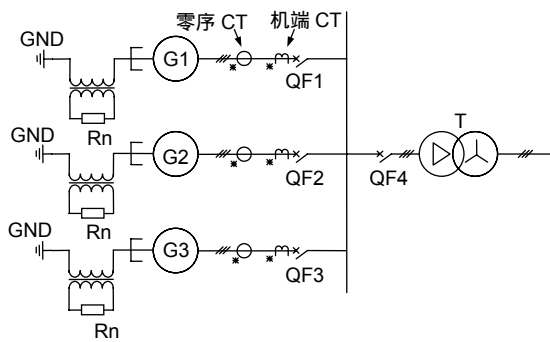 零序 CT
机端 CT
GND
G1
QF1
Rn
T
GND
G2
QF2
QF4
Rn
GND
G3
QF3
Rn